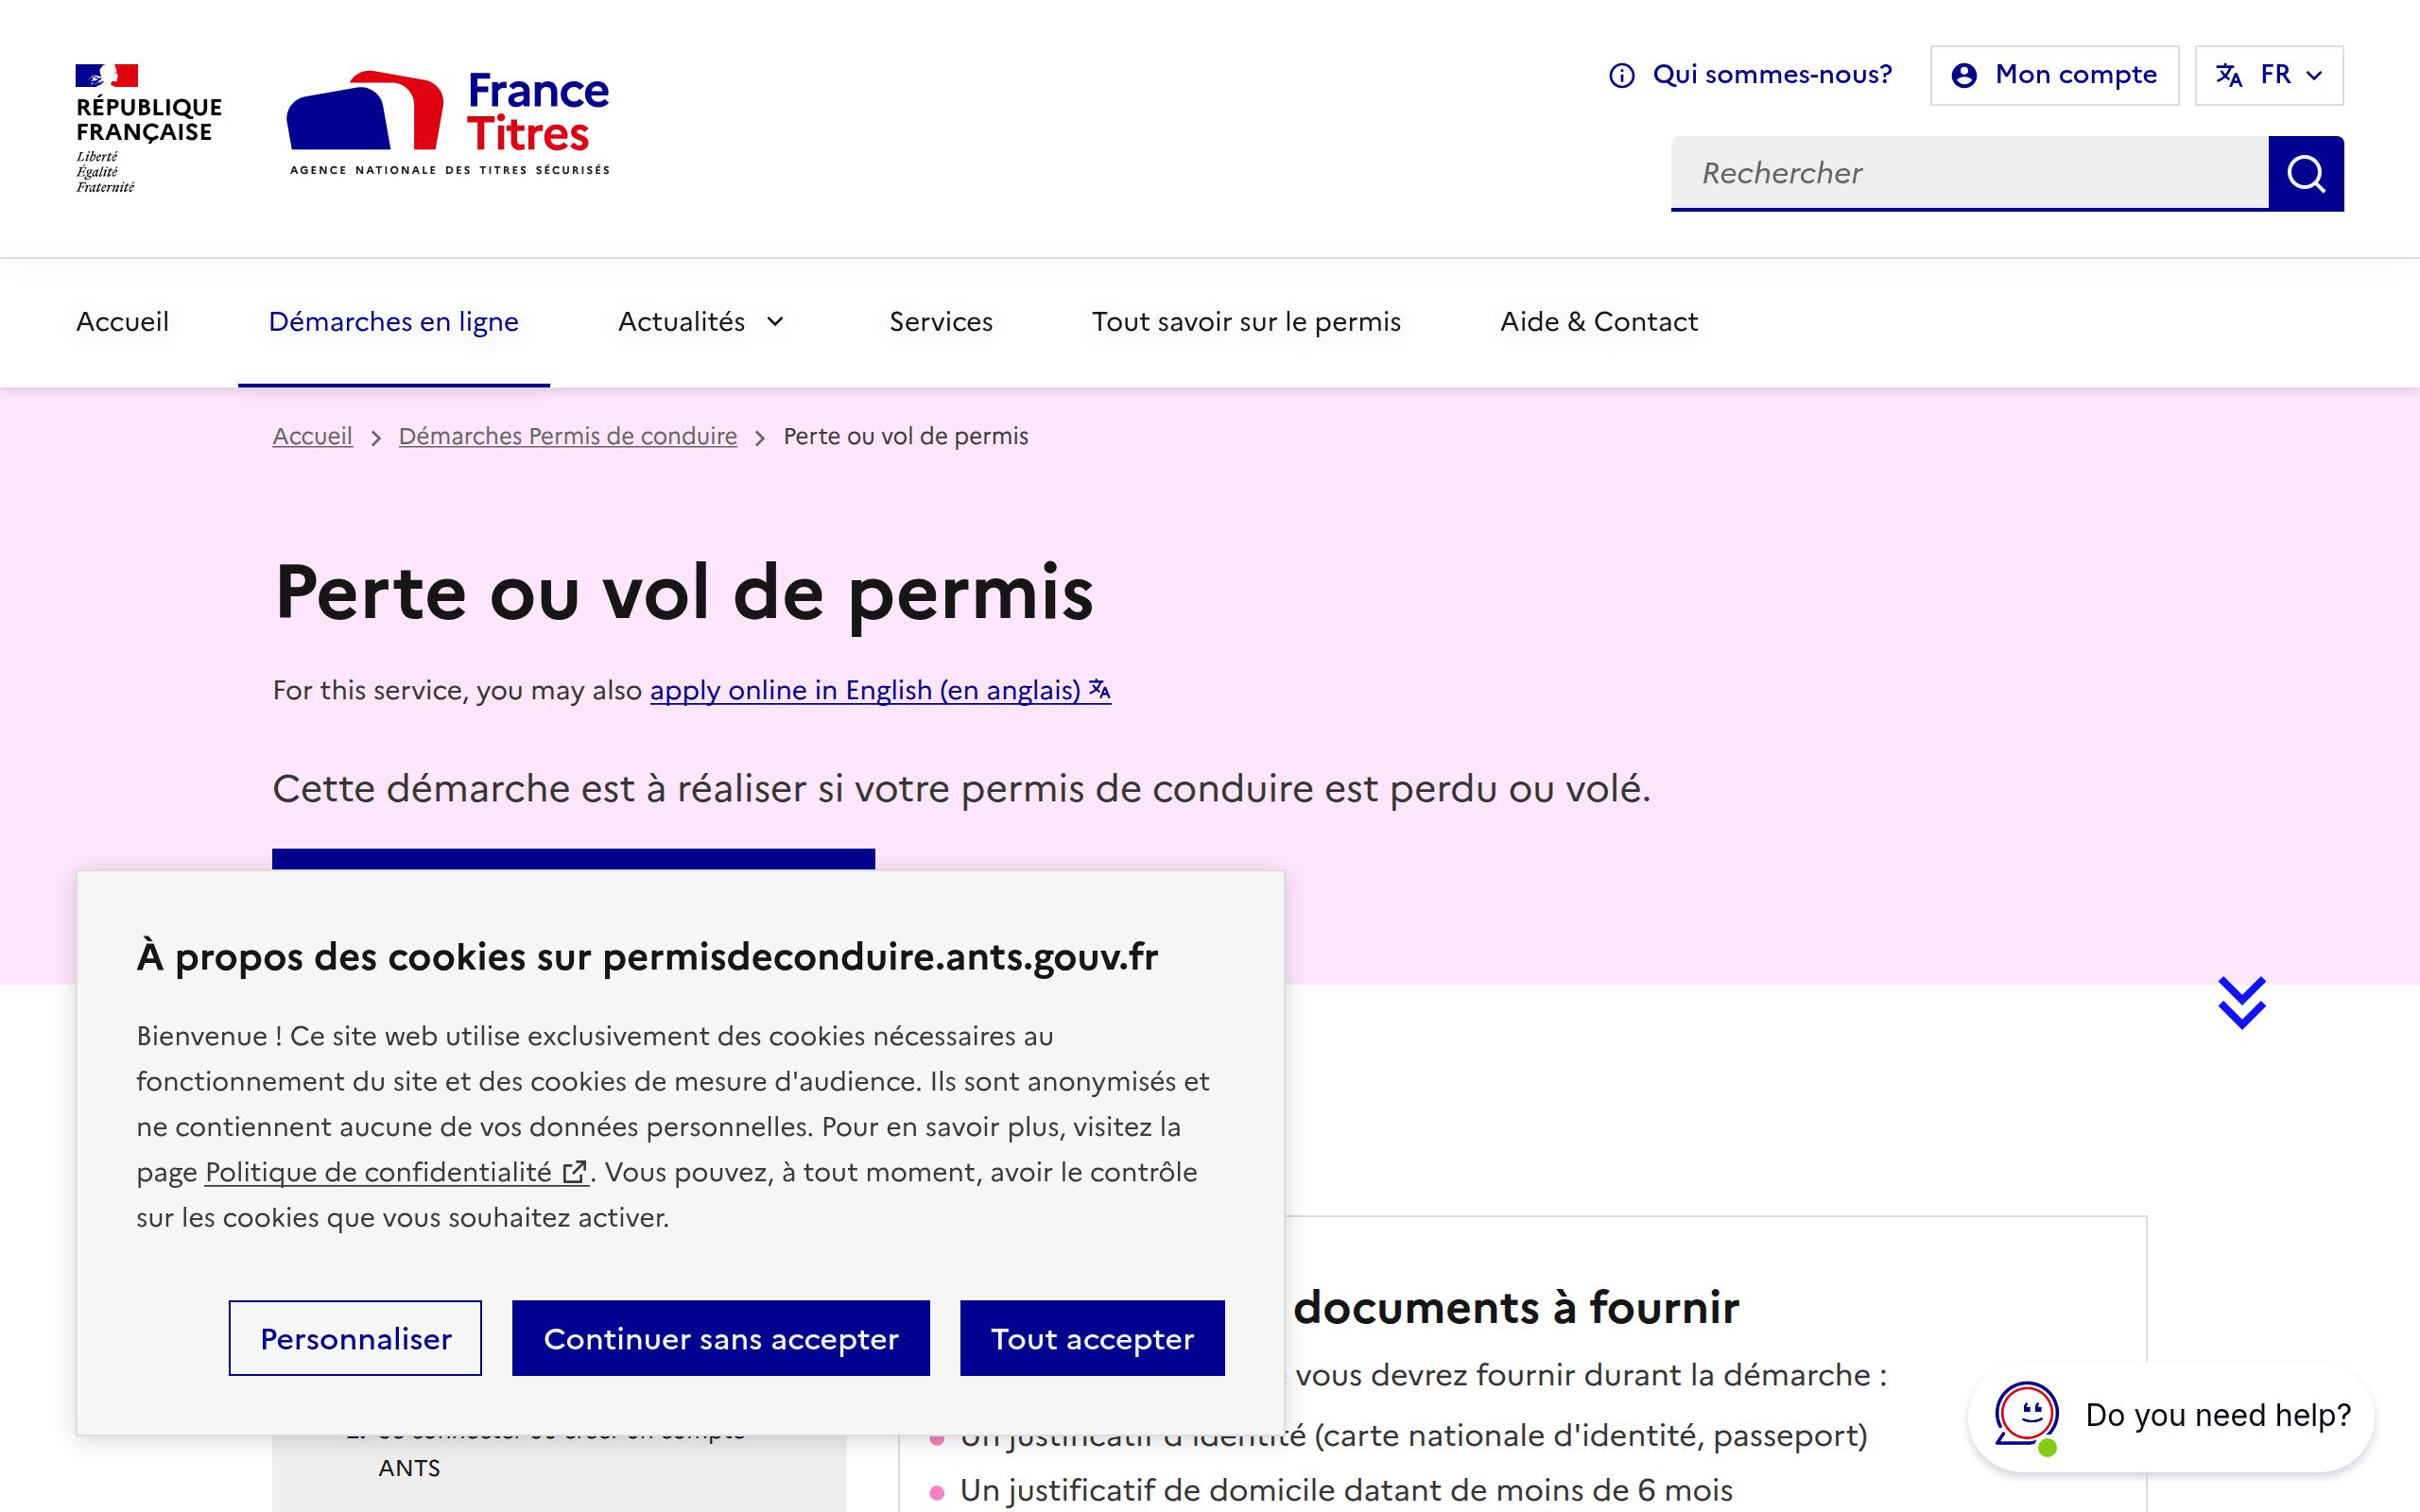 RÉPUBLIQUE
FRANÇAISE
Liberté
Égalité
Fraternité
France
Titres
AGENCE NATIONALE DES TITRES SÉCURISÉS
Qui sommes-nous?
Mon compte
FR
Rechercher
Accueil
Démarches en ligne
Actualités
Services
Tout savoir sur le permis
Aide & Contact
Accueil > Démarches Permis de conduire > Perte ou vol de permis
Perte ou vol de permis
For this service, you may also apply online in English (en anglais)
Cette démarche est à réaliser si votre permis de conduire est perdu ou volé.
À propos des cookies sur permisdeconduire.ants.gouv.fr
Bienvenue ! Ce site web utilise exclusivement des cookies nécessaires au
fonctionnement du site et des cookies de mesure d'audience. Ils sont anonymisés et
ne contiennent aucune de vos données personnelles. Pour en savoir plus, visitez la
page Politique de confidentialité. Vous pouvez, à tout moment, avoir le contrôle
sur les cookies que vous souhaitez activer.
Personnaliser
Continuer sans accepter
Tout accepter
ANTS
documents à fournir
vous devrez fournir durant la démarche :
Un justificatif d'identité (carte nationale d'identité, passeport)
Un justificatif de domicile datant de moins de 6 mois
Do you need help?